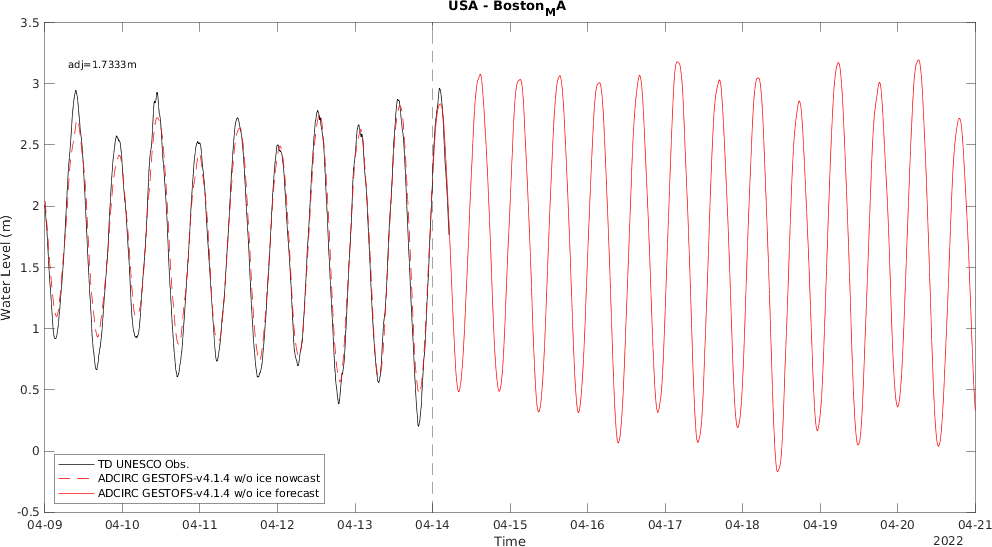 USA - Boston_MA
3.5
adj=1.7333m
3
2.5
2
1.5
1
0.5
0
-0.5
Water Level (m)
TD UNESCO Obs.
ADCIRC GESTOFS-v4.1.4 w/o ice nowcast
ADCIRC GESTOFS-v4.1.4 w/o ice forecast
04-09 04-10 04-11 04-12 04-13 04-14 04-15 04-16 04-17 04-18 04-19 04-20 04-21
Time
2022